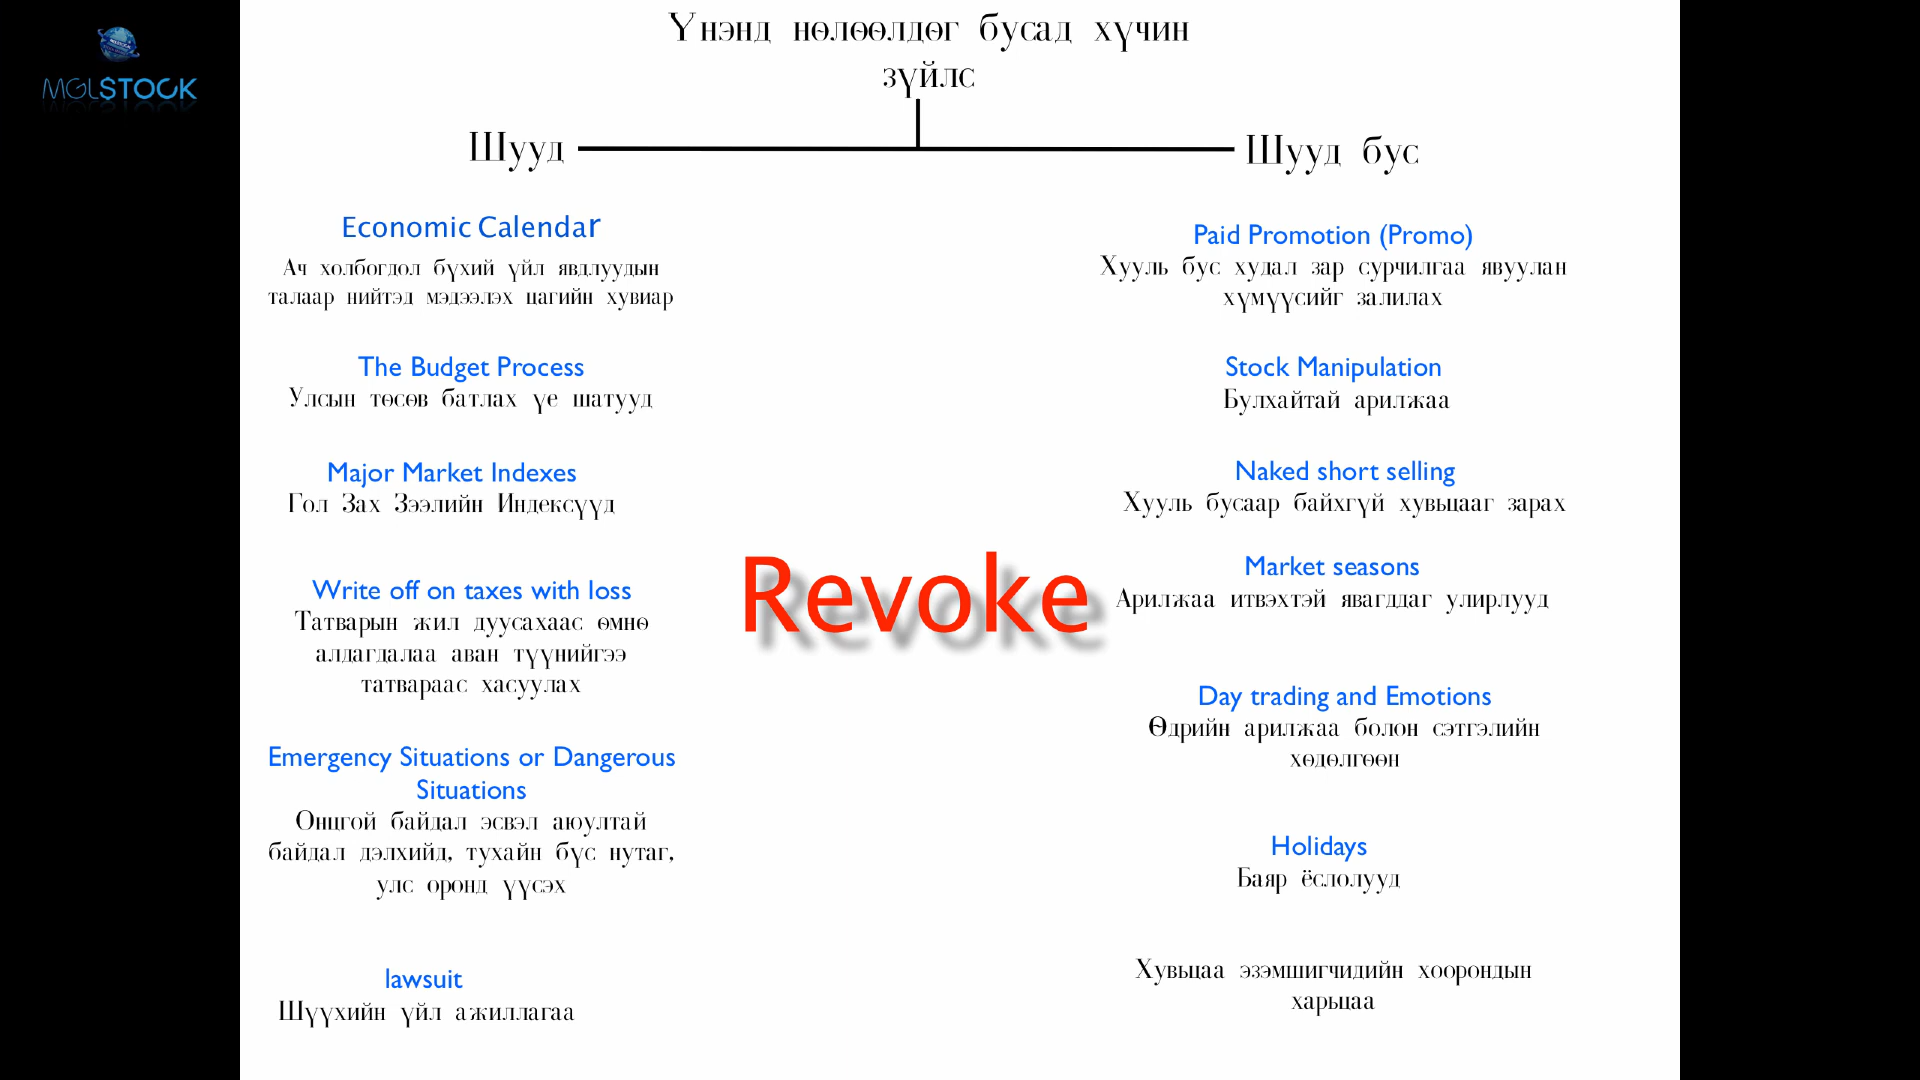 MGL$TOCK
Үнэнд нөлөөлдөг бусад хүчин
зүйлс
Шууд
Шууд бус
Economic Calendar
Ач холбогдол бүхий үйл явдлуудын
талаар нийтэд мэдээлэх цагийн хувиар
The Budget Process
Улсын төсөв батлах үе шатууд
Major Market Indexes
Гол Зах Зээлийн Индексүүд
Write off on taxes with loss
Татварын жил дуусахаас өмнө
алдагдалаа аван түүнийгээ
татвараас хасуулах
Emergency Situations or Dangerous
Situations
Онцгой байдал эсвэл аюултай
байдал дэлхийд, тухайн бүс нутаг,
улс оронд үүсэх
lawsuit
Шүүхийн үйл ажиллагаа
Revoke
Paid Promotion (Promo)
Хууль бус худал зар сурчилгаа явуулан
хүмүүсийг залилах
Stock Manipulation
Булхайтай арилжаа
Naked short selling
Хууль бусаар байхгүй хувьцааг зарах
Market seasons
Арилжаа итвэхтэй явагддаг улирлууд
Day trading and Emotions
Өдрийн арилжаа болон сэтгэлийн
хөдөлгөөн
Holidays
Баяр ёслолууд
Хувьцаа эзэмшигчидийн хоорондын
харьцаа